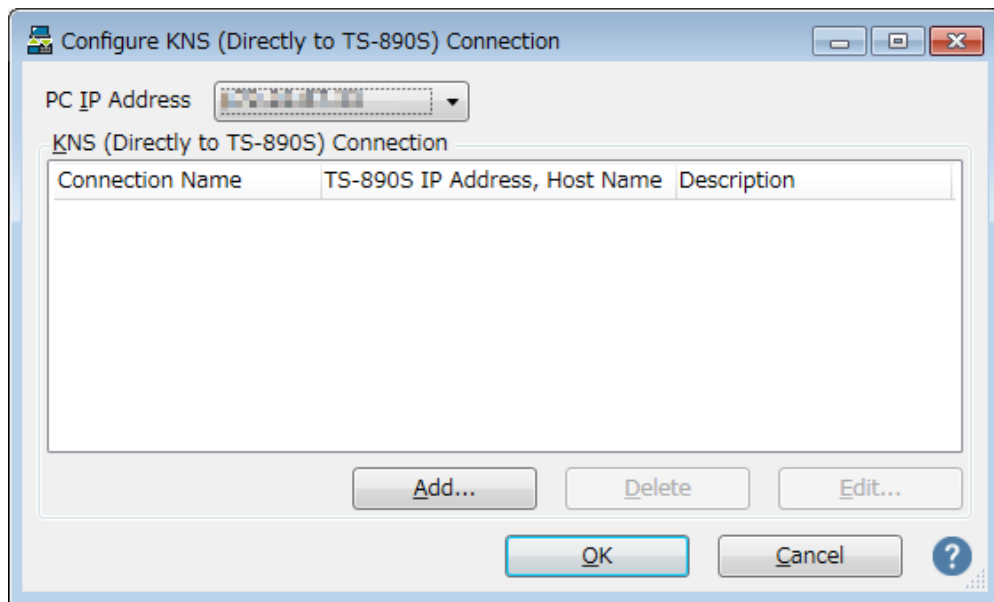 Configure KNS (Directly to TS-890S) Connection
PC IP Address
KNS (Directly to TS-890S) Connection
Connection Name TS-890S IP Address, Host Name Description
Add... Delete Edit...
OK Cancel ?